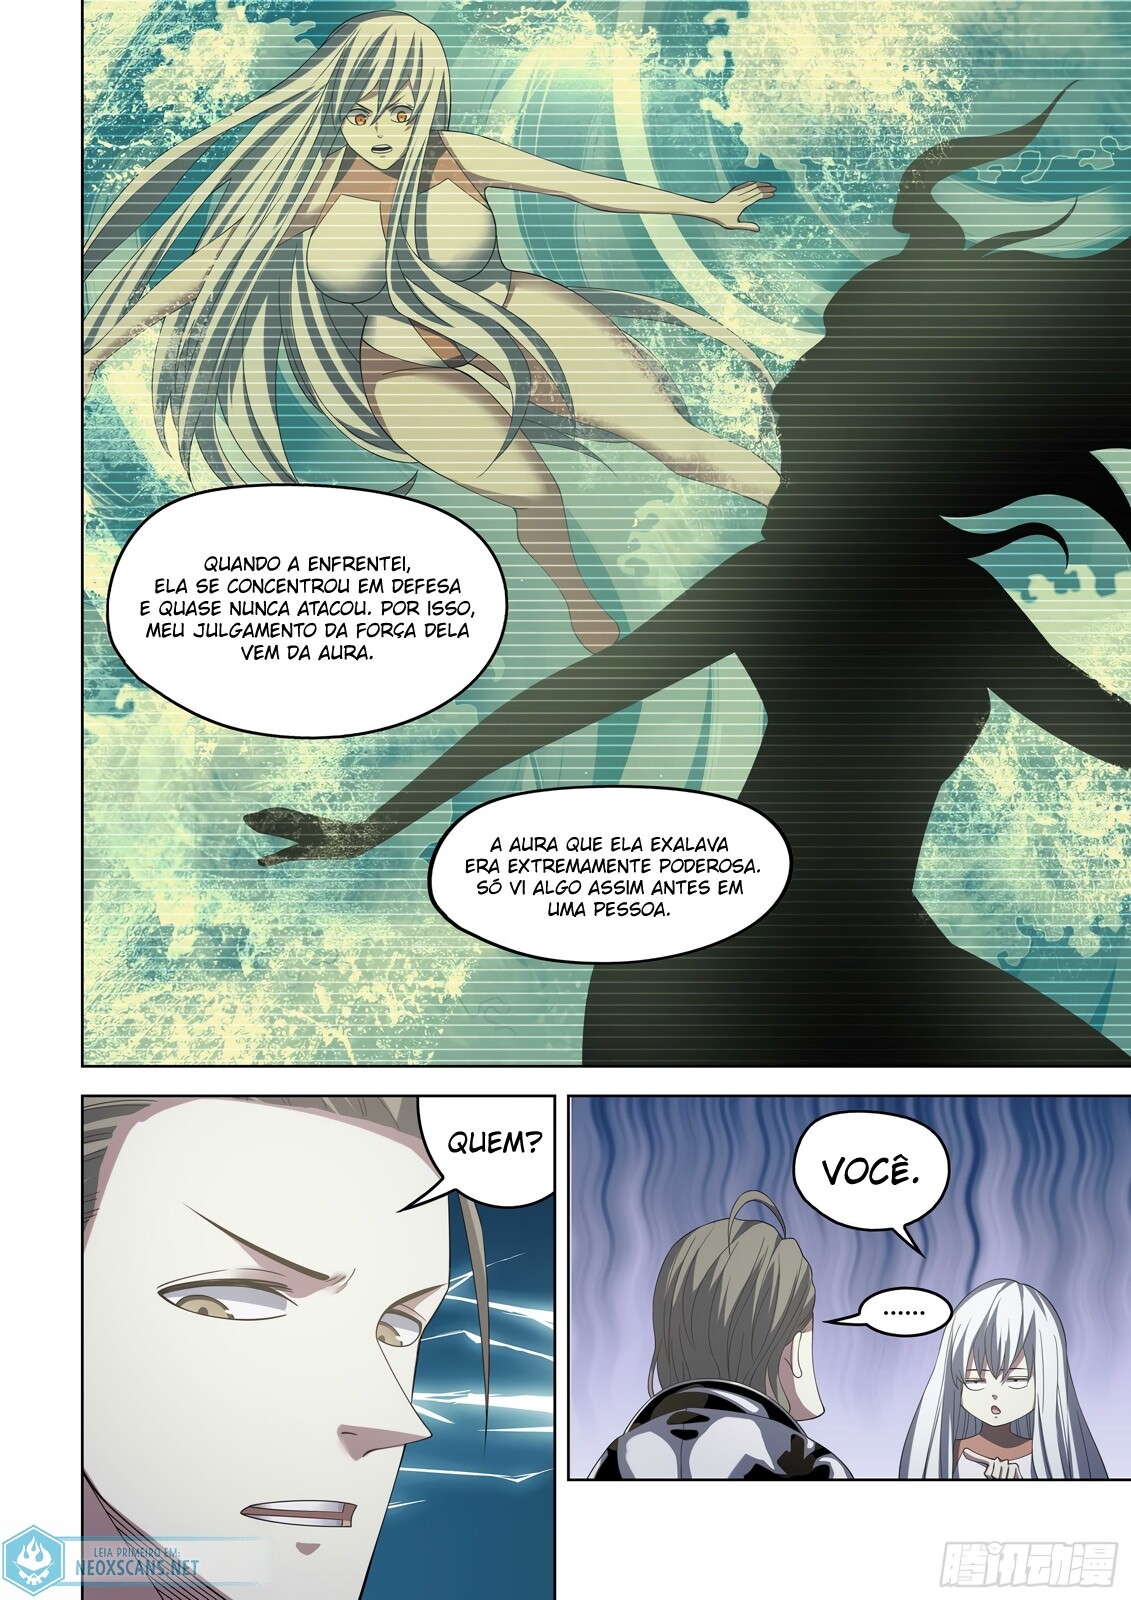 QUANDO A ENFRENTEI,
ELA SE CONCENTROU EM DEFESA
E QUASE NUNCA ATACOU. POR ISSO,
MEU JULGAMENTO DA FORÇA DELA
VEM DA AURA.
A AURA QUE ELA EXALAVA
ERA EXTREMAMENTE PODEROSA.
SÓ VI ALGO ASSIM ANTES EM
UMA PESSOA.
QUEM?
VOCÊ.
......
LEIA PRIMEIRO EM:
NEOXSCANS.NET
腾讯动漫